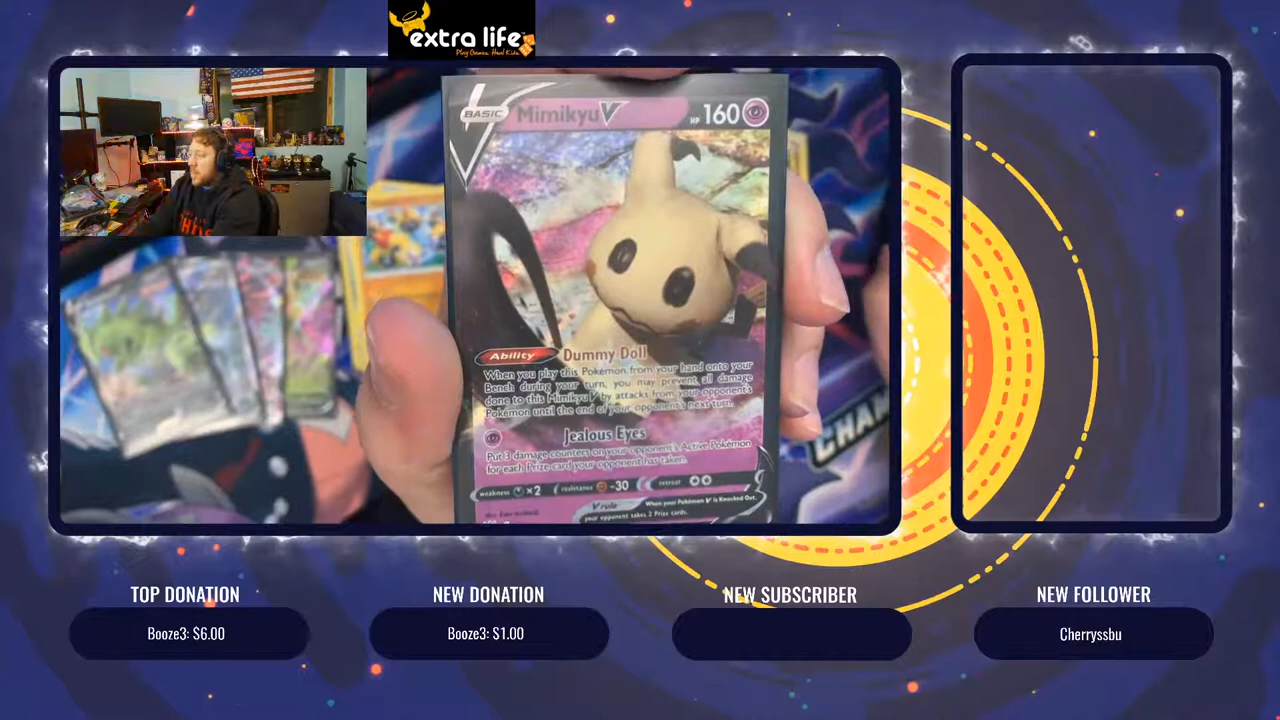 extra life
Play Games. Heal Kids.
BASIC
Mimikyu V
HP 160
Ability Dummy Doll
When you play this Pokémon from your hand onto your
Bench during your turn, you may prevent all damage
done to this Mimikyu V by attacks from your opponent's
Pokémon until the end of your opponent's next turn.
Jealous Eyes
Put 3 damage counters on your opponent's Active Pokémon
for each Prize card your opponent has taken.
weakness ×2 resistance -30 retreat
V rule When your Pokémon V is Knocked Out,
your opponent takes 2 Prize cards.
CHAM
TOP DONATION
Booze3: $6.00
NEW DONATION
Booze3: $1.00
NEW SUBSCRIBER
NEW FOLLOWER
Cherryssbu